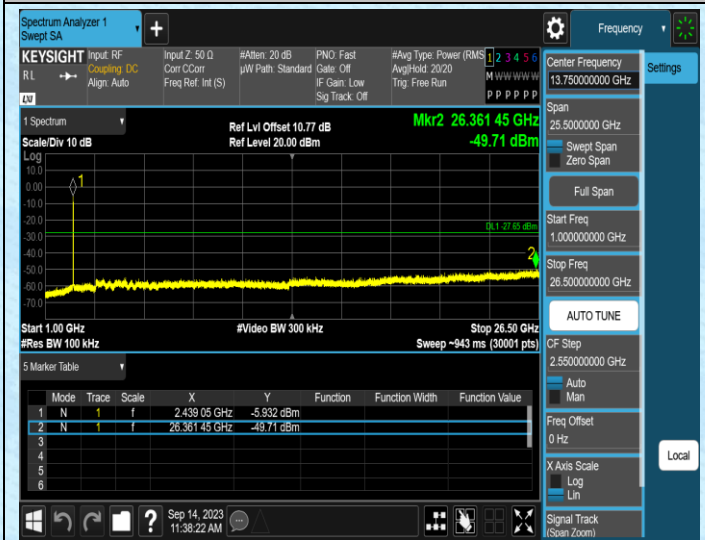 Spectrum Analyzer 1
Swept SA
+
Frequency
KEYSIGHT
RL
LXI
Input: RF
Coupling: DC
Align: Auto
Input Z: 50 Ω
Corr CCorr
Freq Ref: Int (S)
#Atten: 20 dB
µW Path: Standard
PNO: Fast
Gate: Off
IF Gain: Low
Sig Track: Off
#Avg Type: Power (RMS
Avg|Hold: 20/20
Trig: Free Run
1 2 3 4 5 6
M W W W W W
P P P P P P
Center Frequency
13.750000000 GHz
Settings
Span
25.5000000 GHz
Swept Span
Zero Span
Full Span
Start Freq
1.000000000 GHz
Stop Freq
26.500000000 GHz
AUTO TUNE
CF Step
2.550000000 GHz
Auto
Man
Freq Offset
0 Hz
X Axis Scale
Log
Lin
Signal Track
(Span Zoom)
Local
1 Spectrum
Scale/Div 10 dB
Ref Lvl Offset 10.77 dB
Ref Level 20.00 dBm
Mkr2 26.361 45 GHz
-49.71 dBm
Log
10.0
0.00
-10.0
-20.0
-30.0
-40.0
-50.0
-60.0
-70.0
1
DL1 -27.65 dBm
2
Start 1.00 GHz
#Res BW 100 kHz
#Video BW 300 kHz
Stop 26.50 GHz
Sweep ~943 ms (30001 pts)
5 Marker Table
Mode Trace Scale X Y Function Function Width Function Value
1 N 1 f 2.439 05 GHz -5.932 dBm
2 N 1 f 26.361 45 GHz -49.71 dBm
3
4
5
6
?
Sep 14, 2023
11:38:22 AM